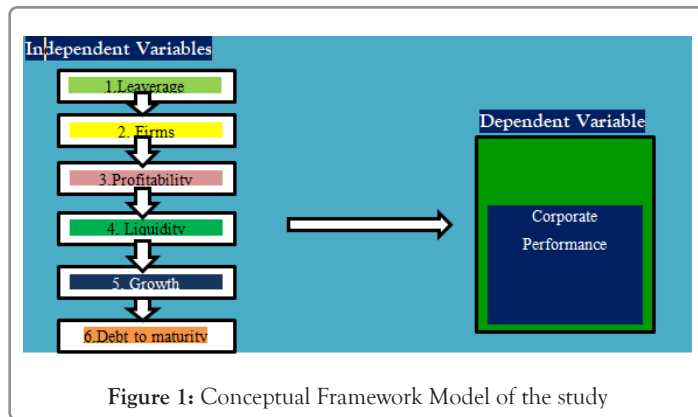 Independent Variables
1.Leaverage
2. Firms
3.Profitability
4. Liquidity
5. Growth
6.Debt to maturity
Dependent Variable
Corporate
Performance
Figure 1: Conceptual Framework Model of the study